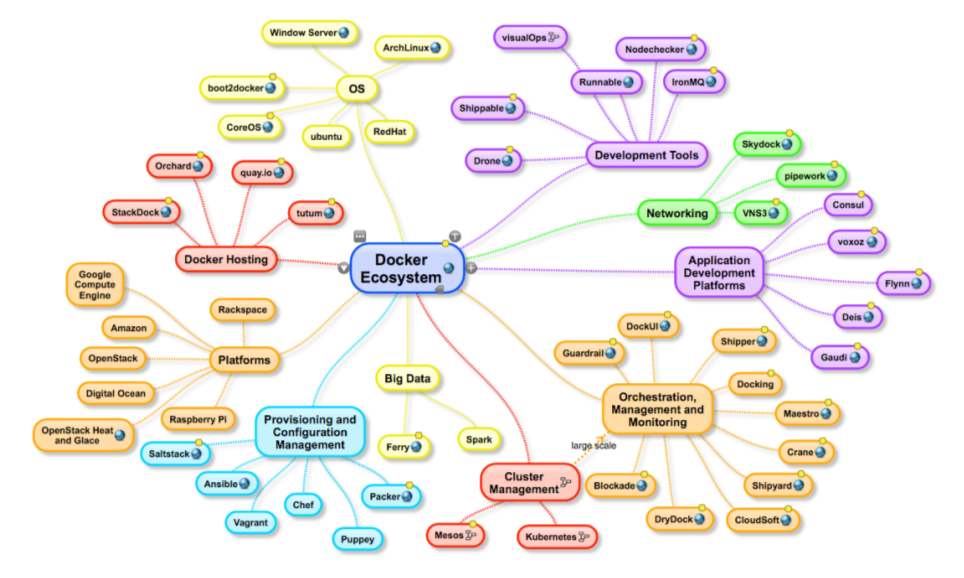 Window Server
ArchLinux
OS
boot2docker
CoreOS
ubuntu
RedHat
visualOps
Nodechecker
Runnable
IronMQ
Shippable
Drone
Development Tools
Skydock
pipework
VNS3
Networking
Orchard
quay.io
StackDock
tutum
Docker Hosting
Docker
Ecosystem
Consul
voxoz
Flynn
Deis
Gaudi
Application
Development
Platforms
Google
Compute
Engine
Rackspace
Amazon
OpenStack
Platforms
Digital Ocean
OpenStack Heat
and Glace
Raspberry Pi
DockUI
Guardrail
Shipper
Docking
Maestro
Crane
Shipyard
CloudSoft
DryDock
Blockade
Orchestration,
Management and
Monitoring
large scale
Big Data
Ferry
Spark
Provisioning and
Configuration
Management
Saltstack
Ansible
Vagrant
Chef
Puppey
Packer
Cluster
Management
Mesos
Kubernetes